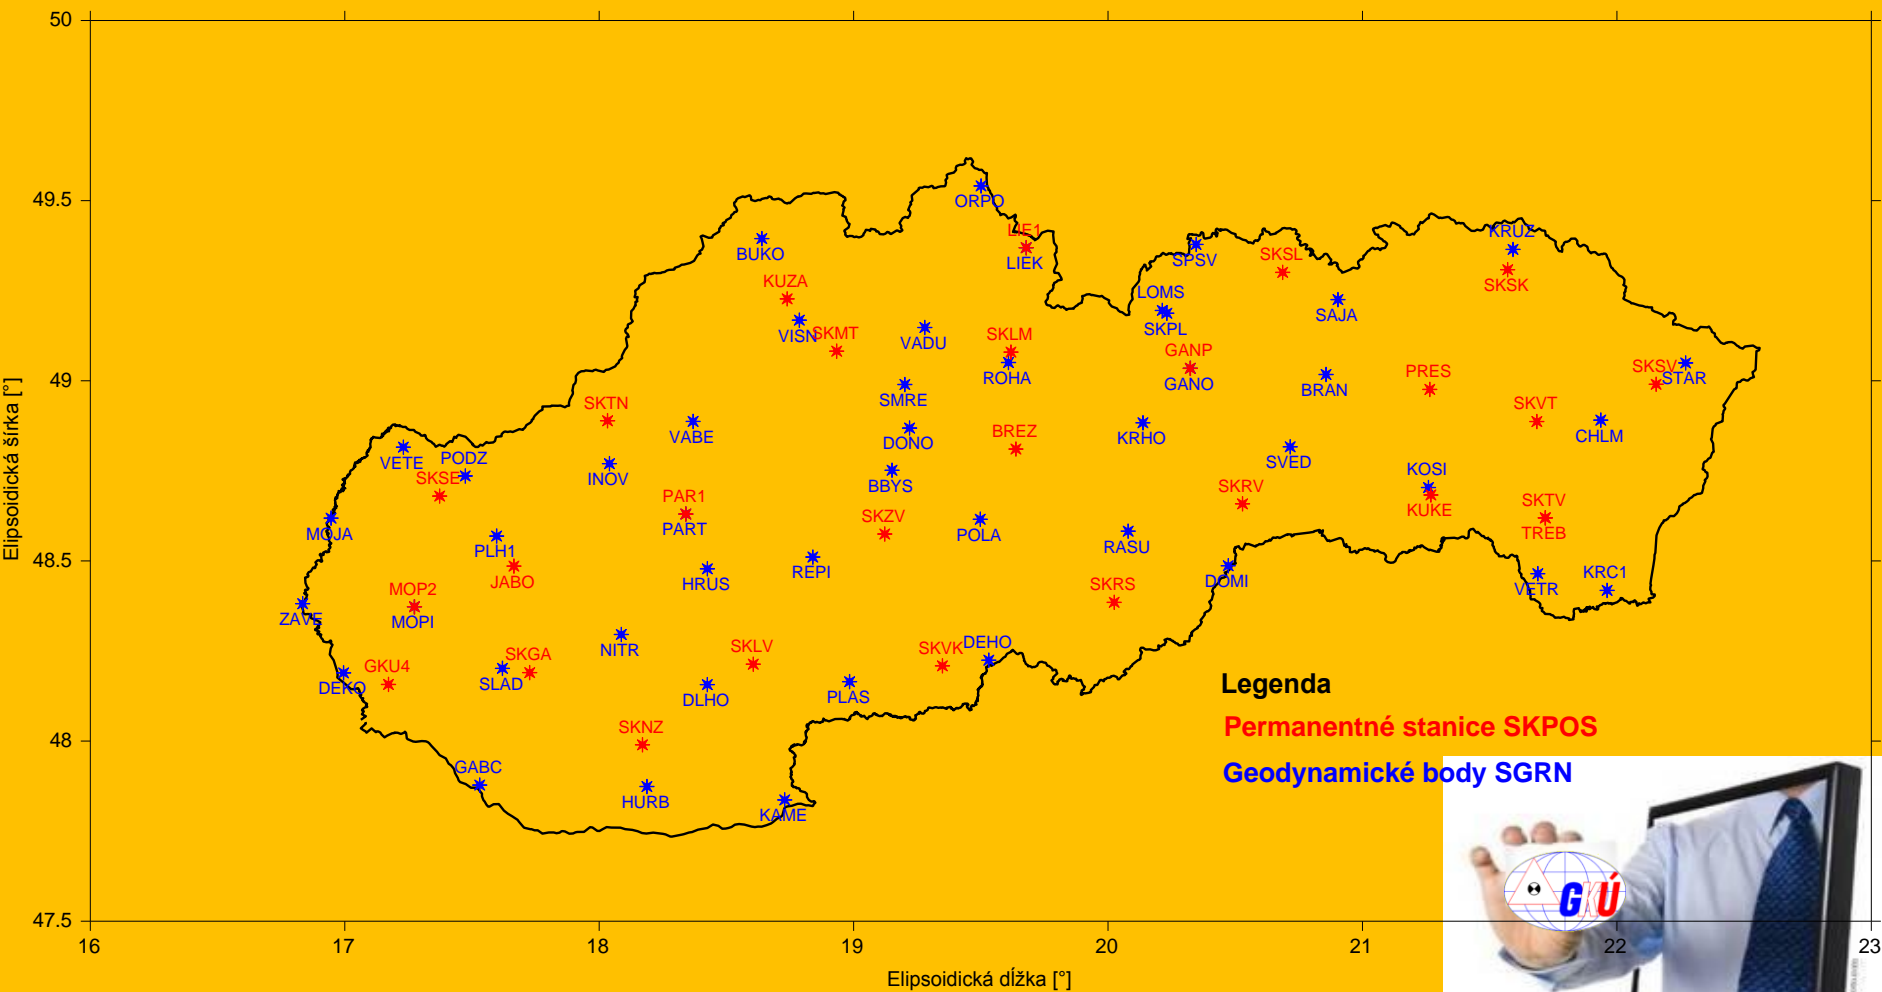 50
49.5
49
48.5
48
47.5
16
17
18
19
20
21
22
23
Elipsoidická šírka [°]
Elipsoidická dĺžka [°]
ORPO
BUKO
LIE1
LIEK
SPSV
SKSL
KRUZ
SKSK
KUZA
VISN
SKMT
VADU
SKLM
ROHA
LOMS
SKPL
SAJA
GANP
GANO
BRAN
PRES
SKSV
STAR
SMRE
SKTN
VABE
DONO
BREZ
KRHO
SKVT
CHLM
VETE
PODZ
SKSE
INOV
BBYS
SVED
KOSI
KUKE
MOJA
PAR1
PART
SKZV
POLA
SKRV
RASU
SKTV
TREB
PLH1
JABO
HRUS
REPI
DOMI
VETR
KRC1
MOP2
MOPI
SKRS
ZAVE
NITR
SKLV
SKVK
DEHO
DEKO
GKU4
SLAD
SKGA
DLHO
PLAS
SKNZ
GABC
HURB
KAME
Legenda
Permanentné stanice SKPOS
Geodynamické body SGRN
GKÚ